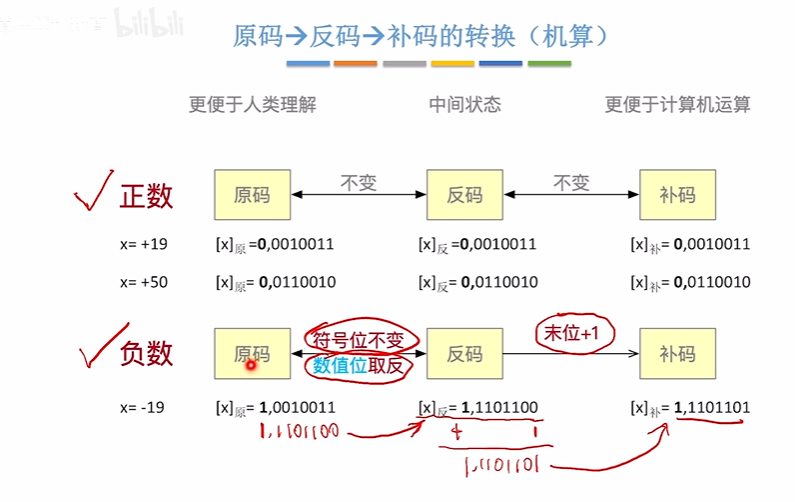 bilibili
原码→反码→补码的转换（机算）
更便于人类理解 中间状态 更便于计算机运算
正数 原码 不变 反码 不变 补码
x= +19 [x]原=0,0010011 [x]反=0,0010011 [x]补= 0,0010011
x= +50 [x]原= 0,0110010 [x]反= 0,0110010 [x]补= 0,0110010
负数 原码 符号位不变 反码 末位+1 补码
数值位取反
x= -19 [x]原= 1,0010011 [x]反= 1,1101100 [x]补= 1,1101101
1,1101100 + 1
1,1101101